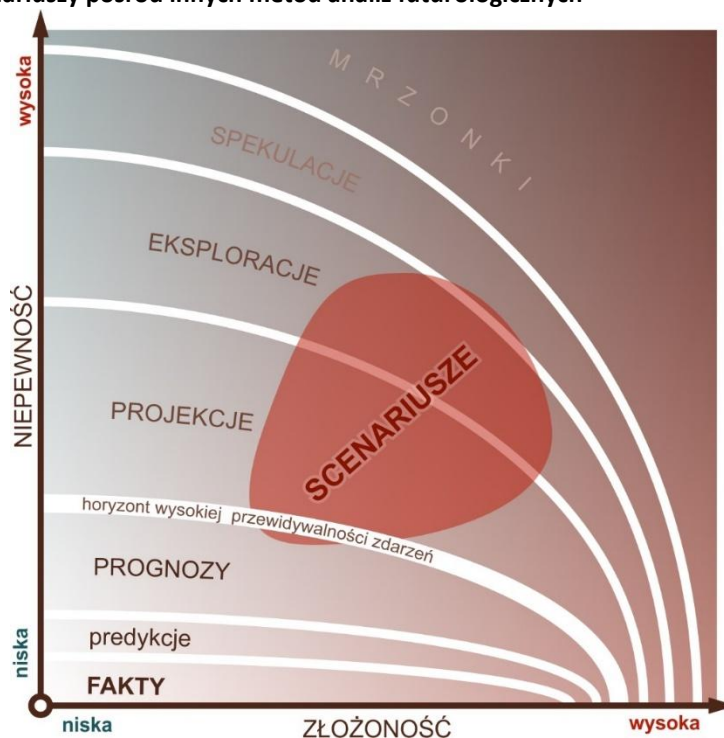 pośród innych metod analiz futurologicznych
wysoka
MRZONKI
SPEKULACJE
EKSPLORACJE
NIEPEWNOŚĆ
SCENARIUSZE
PROJEKCJE
horyzont wysokiej przewidywalności zdarzeń
PROGNOZY
niska
predykcje
FAKTY
niska
ZŁOŻONOŚĆ
wysoka